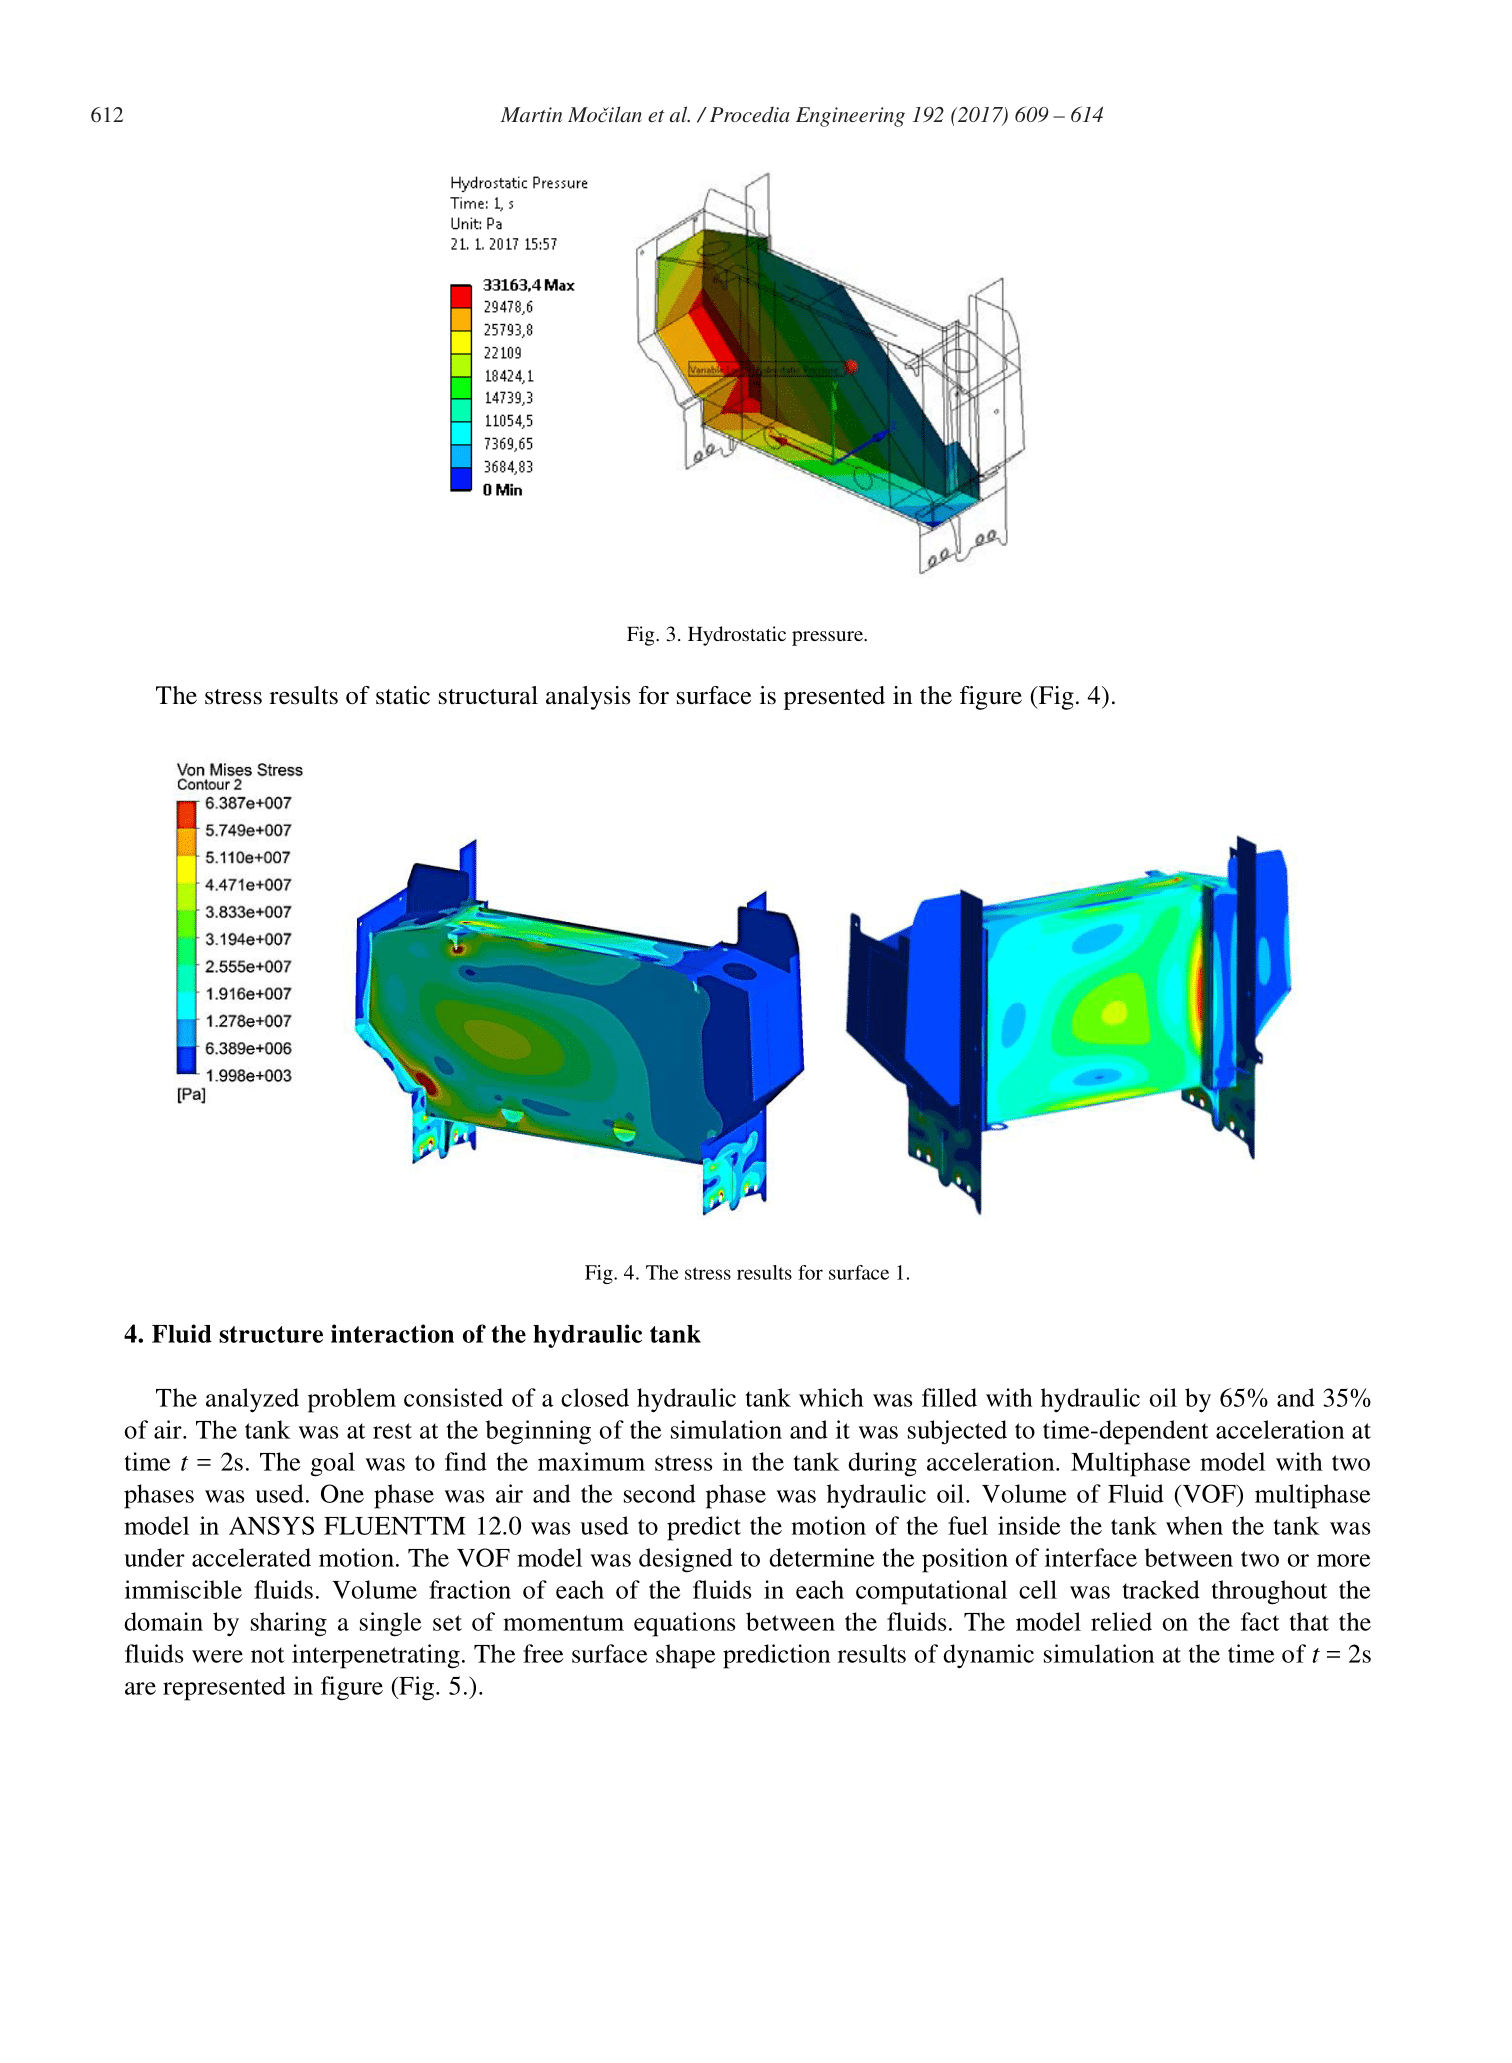 612
Martin Močilan et al. / Procedia Engineering 192 (2017) 609 – 614
Hydrostatic Pressure
Time: 1, s
Unit: Pa
21. 1. 2017 15:57
33163,4 Max
29478,6
25793,8
22109
18424,1
14739,3
11054,5
7369,65
3684,83
0 Min
Fig. 3. Hydrostatic pressure.
The stress results of static structural analysis for surface is presented in the figure (Fig. 4).
Von Mises Stress
Contour 2
6.387e+007
5.749e+007
5.110e+007
4.471e+007
3.833e+007
3.194e+007
2.555e+007
1.916e+007
1.278e+007
6.389e+006
1.998e+003
[Pa]
Fig. 4. The stress results for surface 1.
4. Fluid structure interaction of the hydraulic tank
The analyzed problem consisted of a closed hydraulic tank which was filled with hydraulic oil by 65% and 35%
of air. The tank was at rest at the beginning of the simulation and it was subjected to time-dependent acceleration at
time t = 2s. The goal was to find the maximum stress in the tank during acceleration. Multiphase model with two
phases was used. One phase was air and the second phase was hydraulic oil. Volume of Fluid (VOF) multiphase
model in ANSYS FLUENTTM 12.0 was used to predict the motion of the fuel inside the tank when the tank was
under accelerated motion. The VOF model was designed to determine the position of interface between two or more
immiscible fluids. Volume fraction of each of the fluids in each computational cell was tracked throughout the
domain by sharing a single set of momentum equations between the fluids. The model relied on the fact that the
fluids were not interpenetrating. The free surface shape prediction results of dynamic simulation at the time of t = 2s
are represented in figure (Fig. 5.).